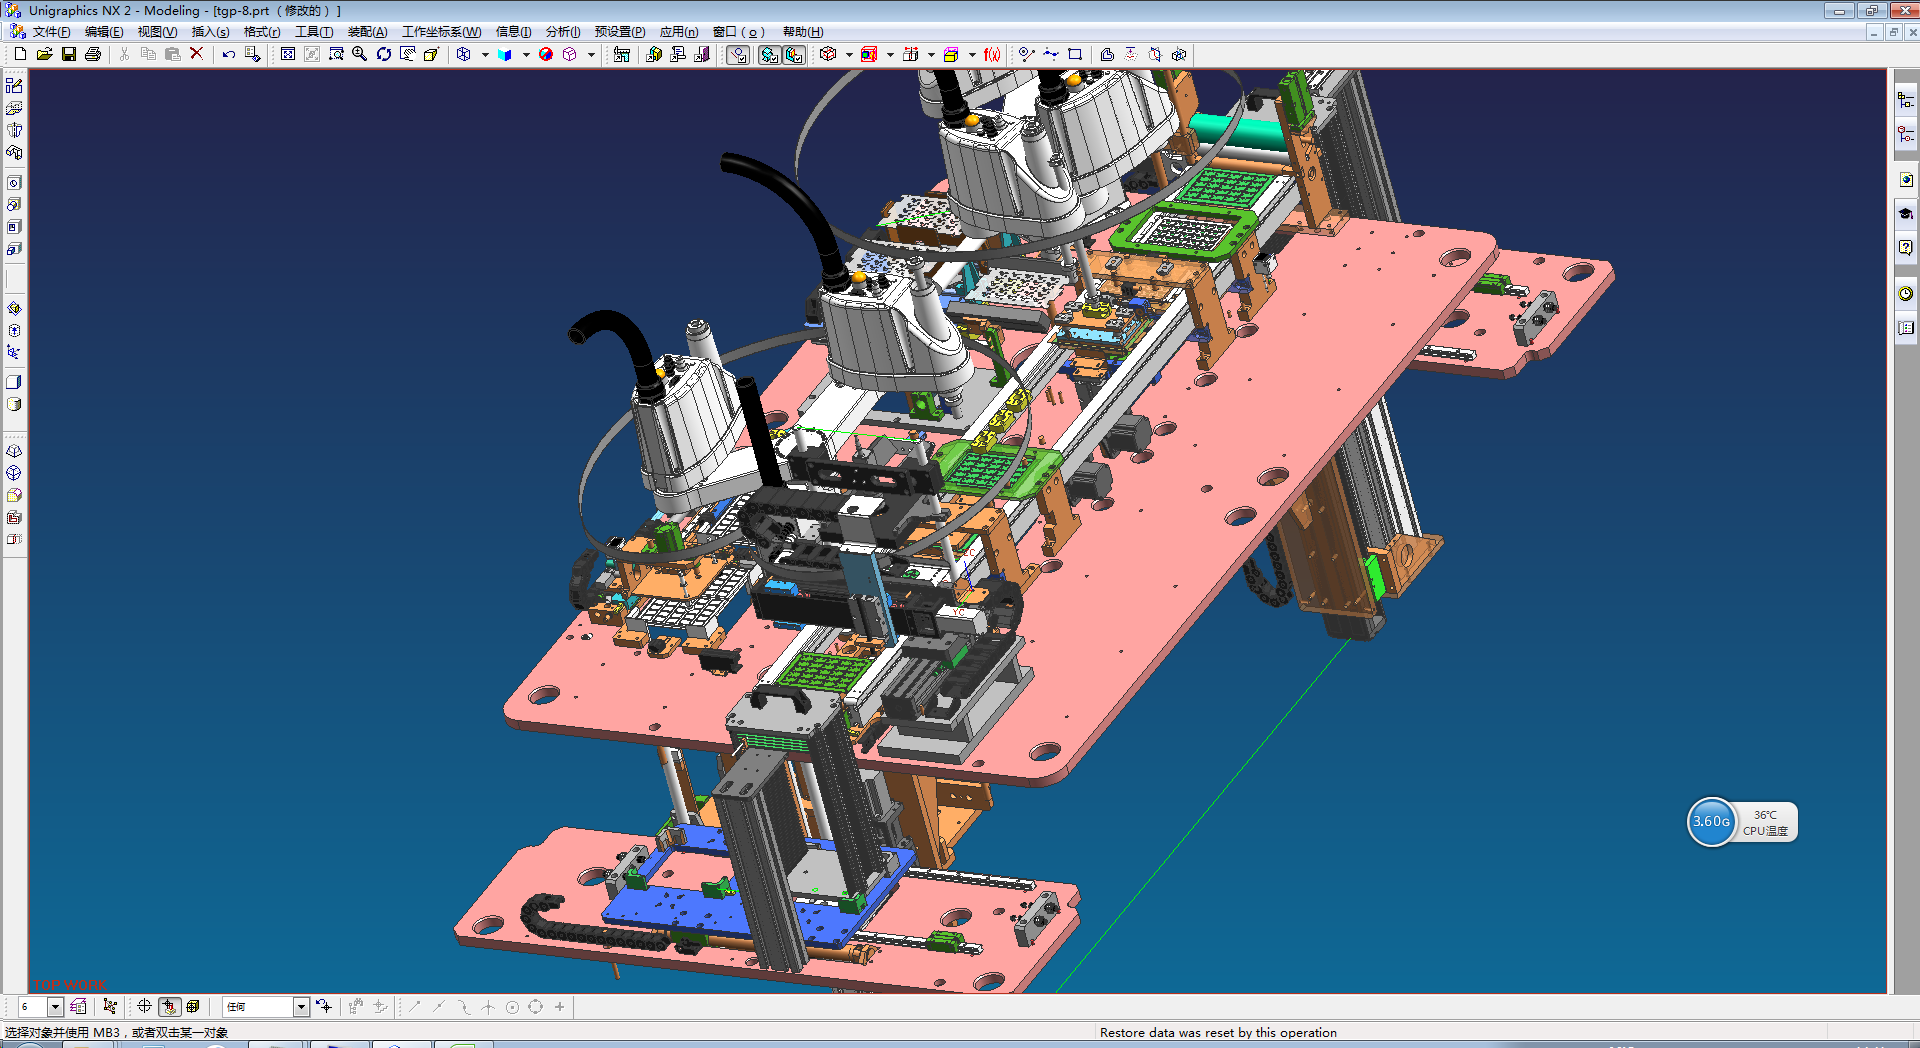 Unigraphics NX 2 - Modeling - [tgp-8.prt （修改的）]
文件(F) 编辑(E) 视图(V) 插入(s) 格式(r) 工具(T) 装配(A) 工作坐标系(W) 信息(I) 分析(l) 预设置(P) 应用(n) 窗口(o) 帮助(H)
f(x)
YC
3.60G
36℃
CPU温度
TOP WORK
6
任何
选择对象并使用 MB3，或者双击某一对象
Restore data was reset by this operation